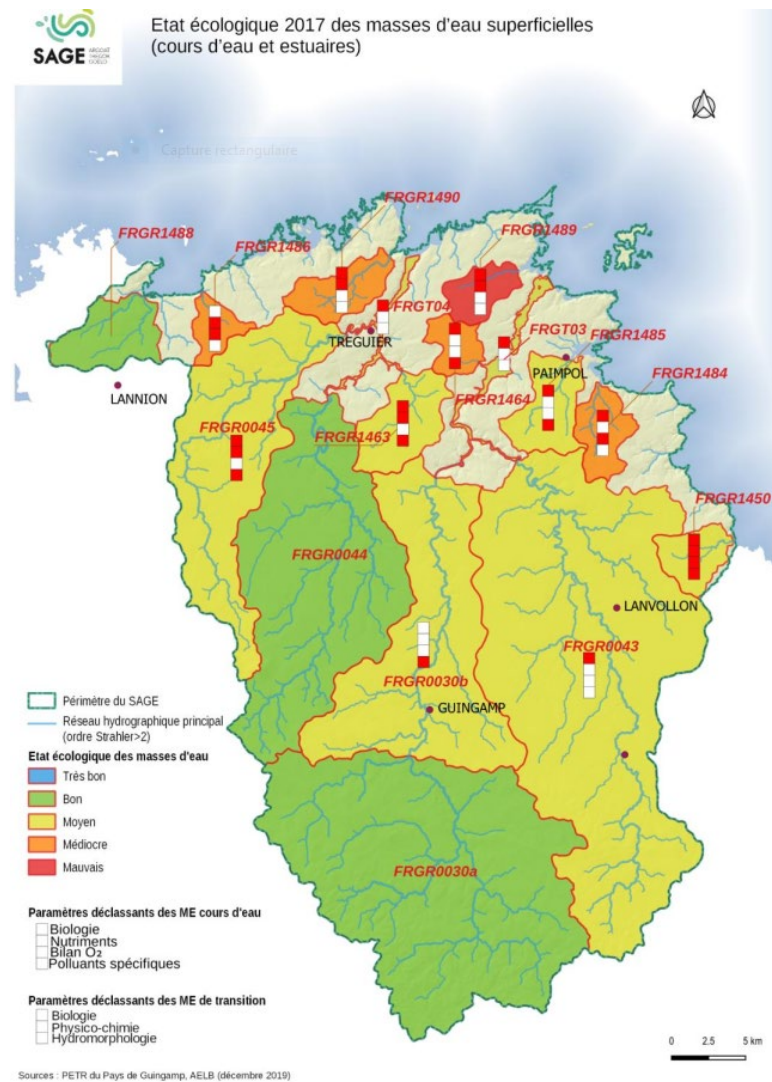 SAGE
Etat écologique 2017 des masses d'eau superficielles
(cours d'eau et estuaires)
Capture rectangulaire
FRGR1490
FRGR1488
FRGR1489
FRGR1486
FRGT04
TREGUIER
FRGT03
FRGR1485
PAIMPOL
FRGR1484
LANNION
FRGR1464
FRGR0045
FRGR1463
FRGR1450
FRGR0044
LANVOLLON
FRGR0043
FRGR0030b
GUINGAMP
FRGR0030a
Périmètre du SAGE
Réseau hydrographique principal
(ordre Strahler>2)
Etat écologique des masses d'eau
Très bon
Bon
Moyen
Médiocre
Mauvais
Paramètres déclassants des ME cours d'eau
Biologie
Nutriments
Bilan O₂
Polluants spécifiques
Paramètres déclassants des ME de transition
Biologie
Physico-chimie
Hydromorphologie
0 2.5 5 km
Sources : PETR du Pays de Guingamp, AELB (décembre 2019)